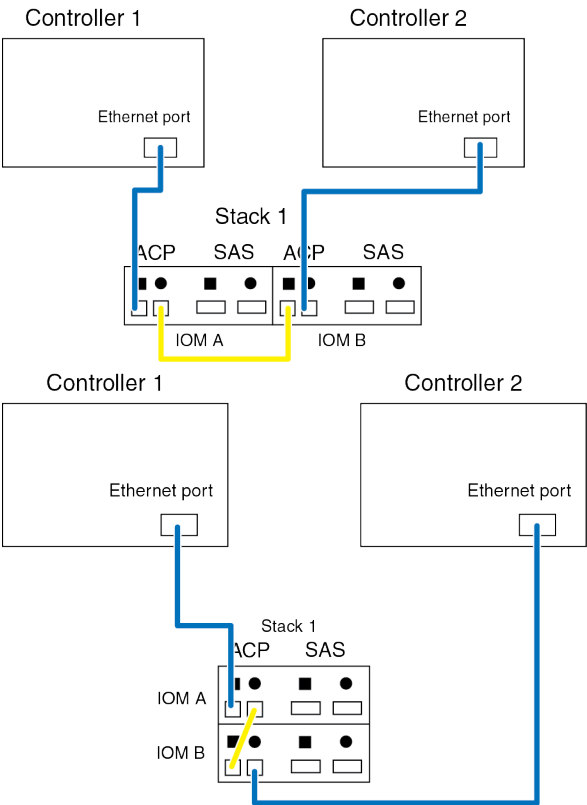 Controller 1 Controller 2
Ethernet port Ethernet port
Stack 1
ACP SAS ACP SAS
IOM A IOM B
Controller 1 Controller 2
Ethernet port Ethernet port
Stack 1
ACP SAS
IOM A
IOM B